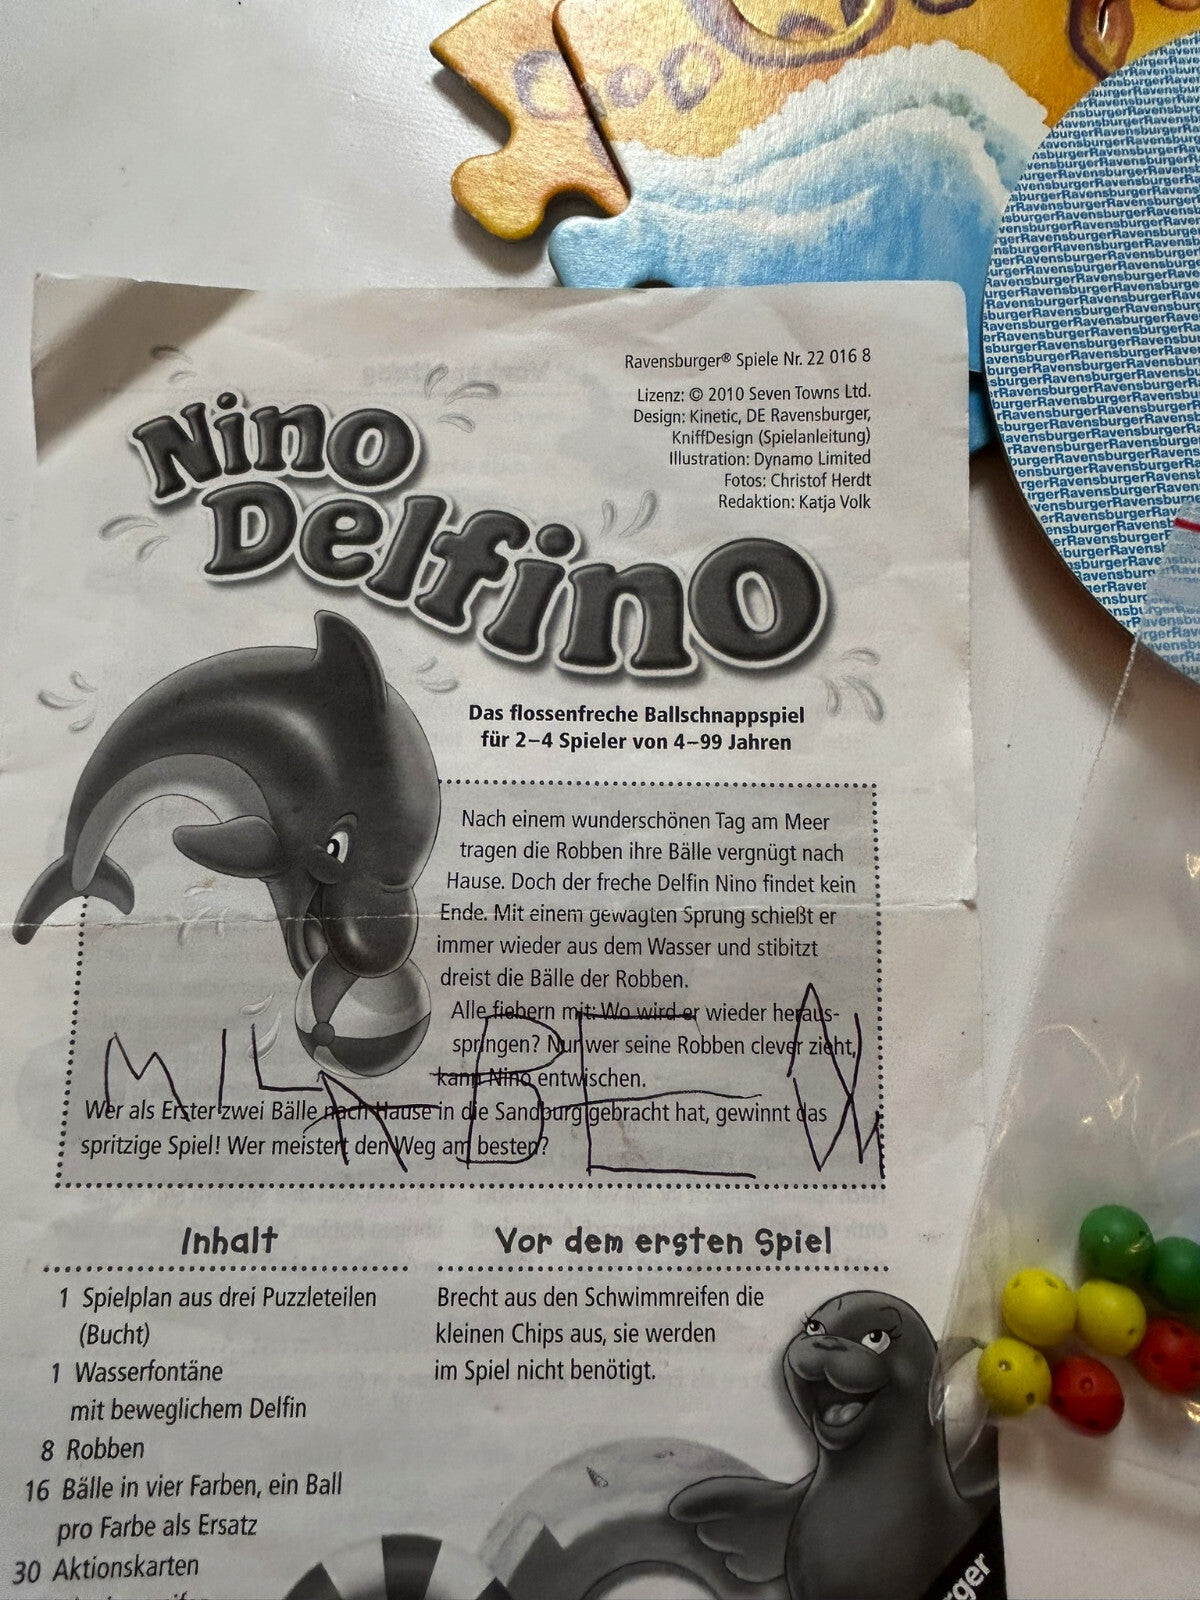 Ravensburger® Spiele Nr. 22 016 8
Lizenz: © 2010 Seven Towns Ltd.
Design: Kinetic, DE Ravensburger,
KniffDesign (Spielanleitung)
Illustration: Dynamo Limited
Fotos: Christof Herdt
Redaktion: Katja Volk
Nino
Delfino
Das flossenfreche Ballschnappspiel
für 2–4 Spieler von 4–99 Jahren
Nach einem wunderschönen Tag am Meer
tragen die Robben ihre Bälle vergnügt nach
Hause. Doch der freche Delfin Nino findet kein
Ende. Mit einem gewagten Sprung schießt er
immer wieder aus dem Wasser und stibitzt
dreist die Bälle der Robben.
Alle fiebern mit: Wo wird er wieder heraus-
springen? Nur wer seine Robben clever zieht,
kann Nino entwischen.
Wer als Erster zwei Bälle nach Hause in die Sandburg gebracht hat, gewinnt das
spritzige Spiel! Wer meistert den Weg am besten?
Inhalt
1 Spielplan aus drei Puzzleteilen
(Bucht)
1 Wasserfontäne
mit beweglichem Delfin
8 Robben
16 Bälle in vier Farben, ein Ball
pro Farbe als Ersatz
30 Aktionskarten
Vor dem ersten Spiel
Brecht aus den Schwimmreifen die
kleinen Chips aus, sie werden
im Spiel nicht benötigt.